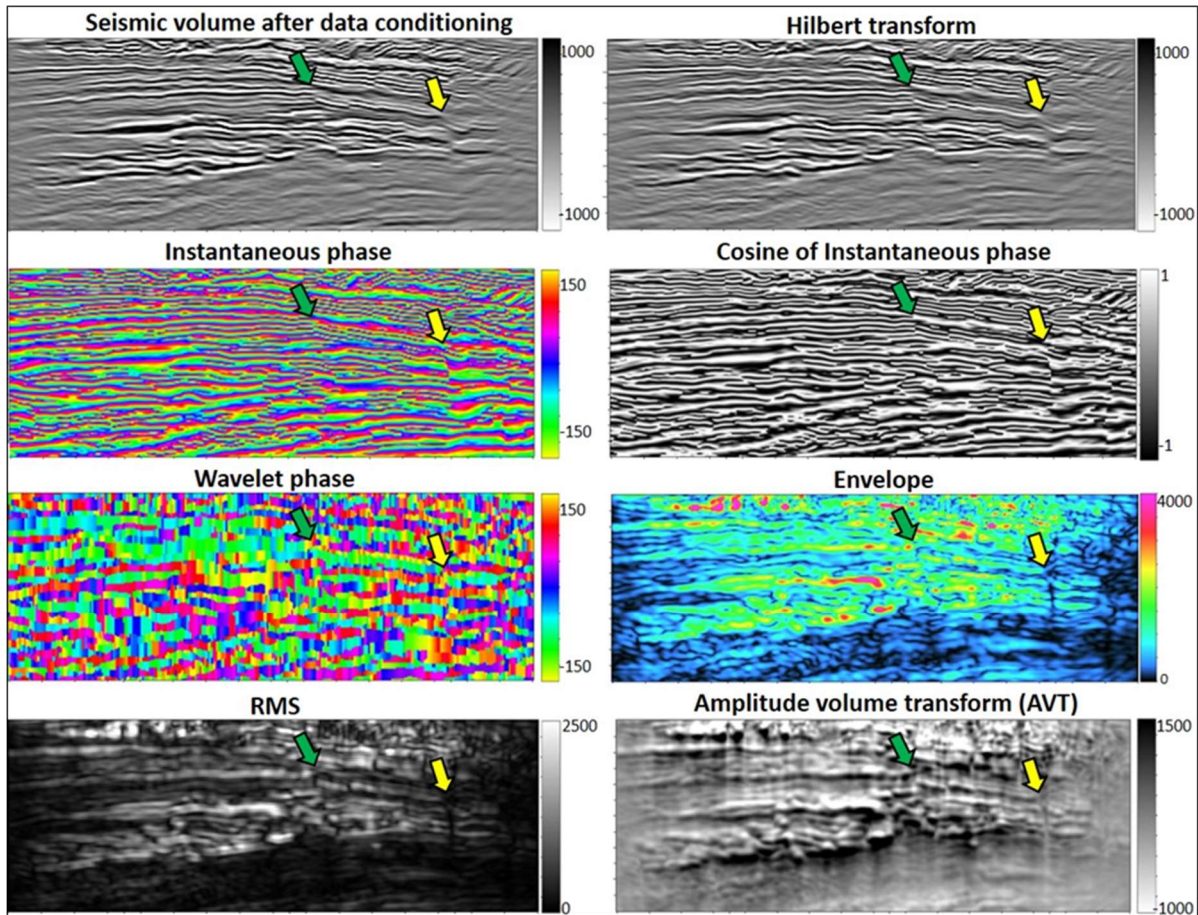 Seismic volume after data conditioning
Hilbert transform
1000
-1000
1000
-1000
Instantaneous phase
Cosine of Instantaneous phase
150
-150
1
-1
Wavelet phase
Envelope
150
-150
4000
0
RMS
Amplitude volume transform (AVT)
2500
0
1500
-1000